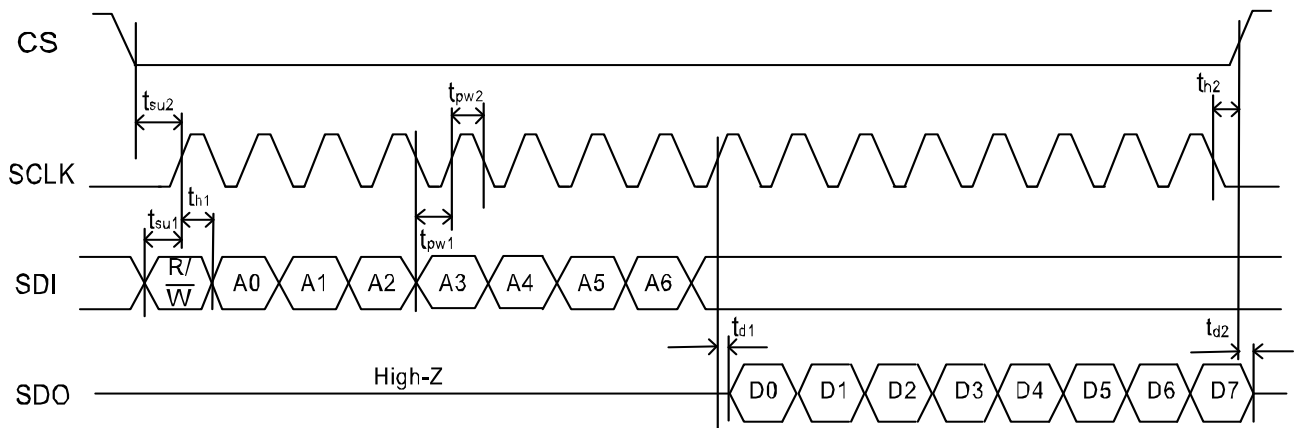 CS
tsu2
tpw2
th2
SCLK
tsu1
th1
tpw1
SDI
R/
W
A0
A1
A2
A3
A4
A5
A6
td1
td2
High-Z
SDO
D0
D1
D2
D3
D4
D5
D6
D7